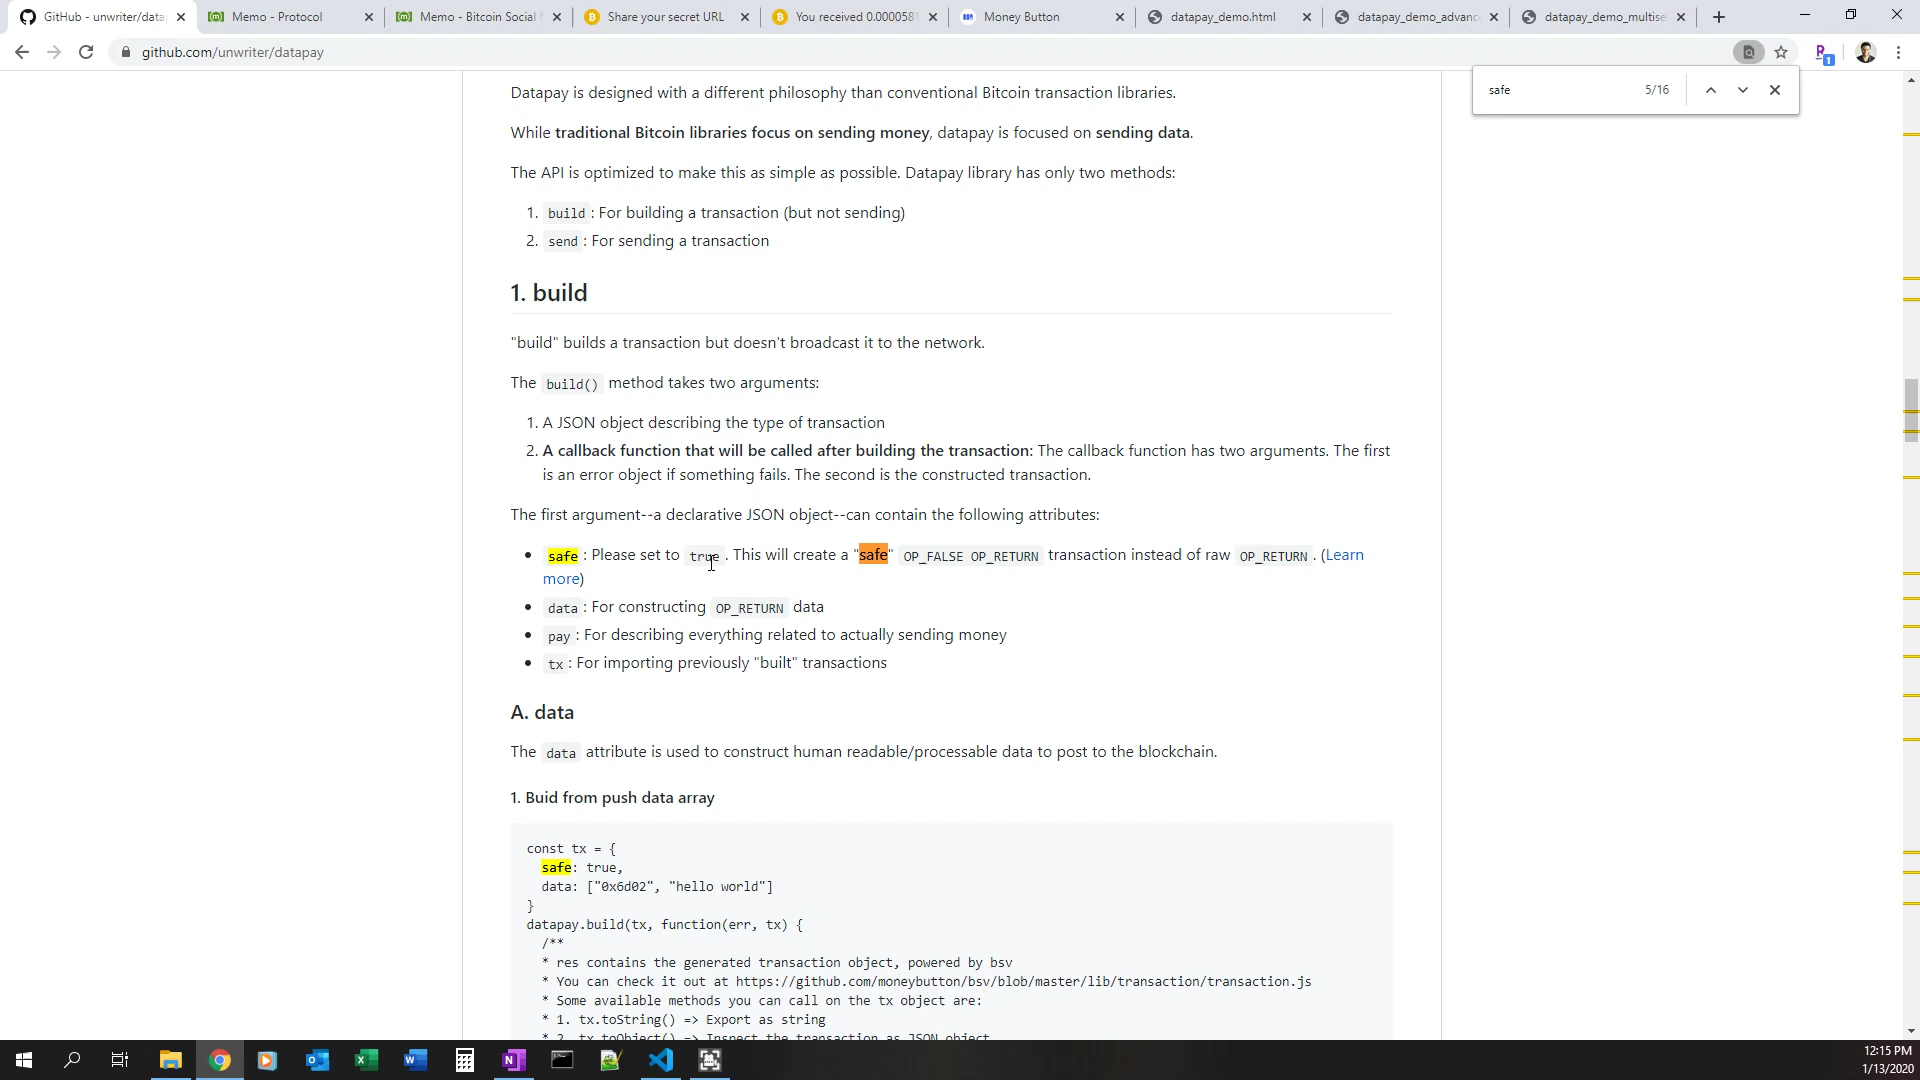 GitHub - unwriter/data
Memo - Protocol
Memo - Bitcoin Social
Share your secret URL
You received 0.0000581
Money Button
datapay_demo.html
datapay_demo_advanc
datapay_demo_multise
github.com/unwriter/datapay
safe
5/16
Datapay is designed with a different philosophy than conventional Bitcoin transaction libraries.
While traditional Bitcoin libraries focus on sending money, datapay is focused on sending data.
The API is optimized to make this as simple as possible. Datapay library has only two methods:
1. build : For building a transaction (but not sending)
2. send : For sending a transaction
1. build
"build" builds a transaction but doesn't broadcast it to the network.
The build() method takes two arguments:
1. A JSON object describing the type of transaction
2. A callback function that will be called after building the transaction: The callback function has two arguments. The first
is an error object if something fails. The second is the constructed transaction.
The first argument--a declarative JSON object--can contain the following attributes:
• safe : Please set to true . This will create a "safe" OP_FALSE OP_RETURN transaction instead of raw OP_RETURN . (Learn
more)
• data : For constructing OP_RETURN data
• pay : For describing everything related to actually sending money
• tx : For importing previously "built" transactions
A. data
The data attribute is used to construct human readable/processable data to post to the blockchain.
1. Buid from push data array
const tx = {
safe: true,
data: ["0x6d02", "hello world"]
}
datapay.build(tx, function(err, tx) {
/**
* res contains the generated transaction object, powered by bsv
* You can check it out at https://github.com/moneybutton/bsv/blob/master/lib/transaction/transaction.js
* Some available methods you can call on the tx object are:
* 1. tx.toString() => Export as string
* 2. tx.toObject() => Inspect the transaction as JSON object
12:15 PM
1/13/2020